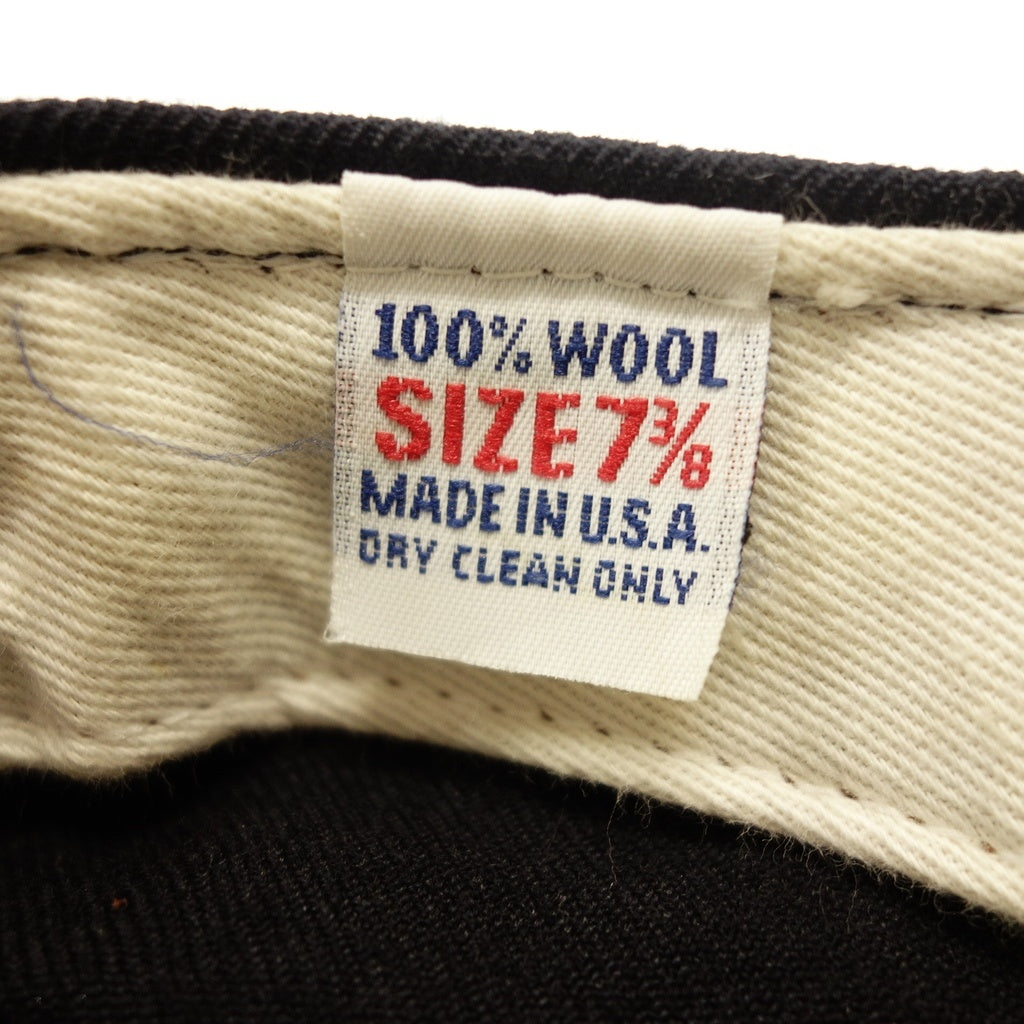 100% WOOL
SIZE 7⅜
MADE IN U.S.A.
DRY CLEAN ONLY